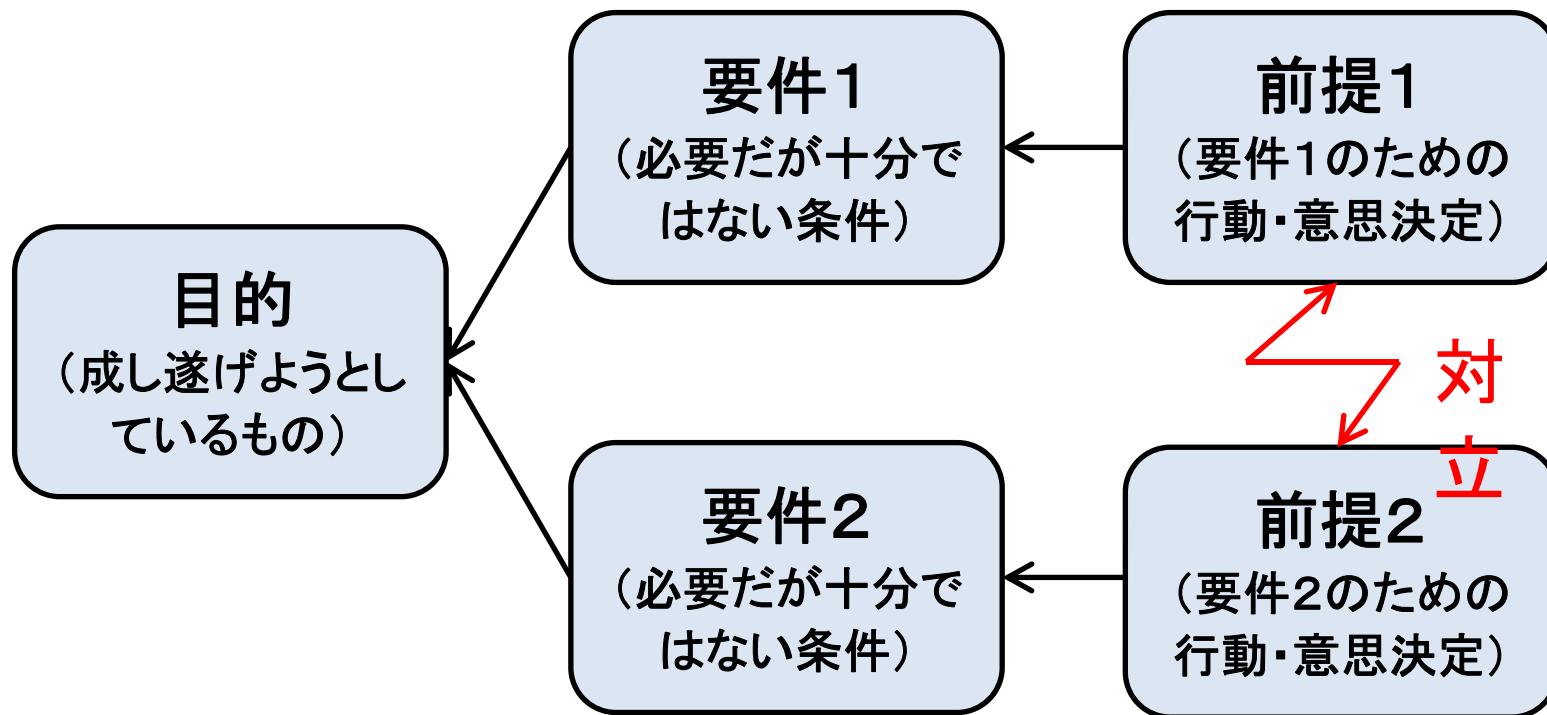 要件１
（必要だが十分で
はない条件）
前提１
（要件１のための
行動・意思決定）
目的
（成し遂げようとし
ているもの）
対
立
要件２
（必要だが十分で
はない条件）
前提２
（要件２のための
行動・意思決定）